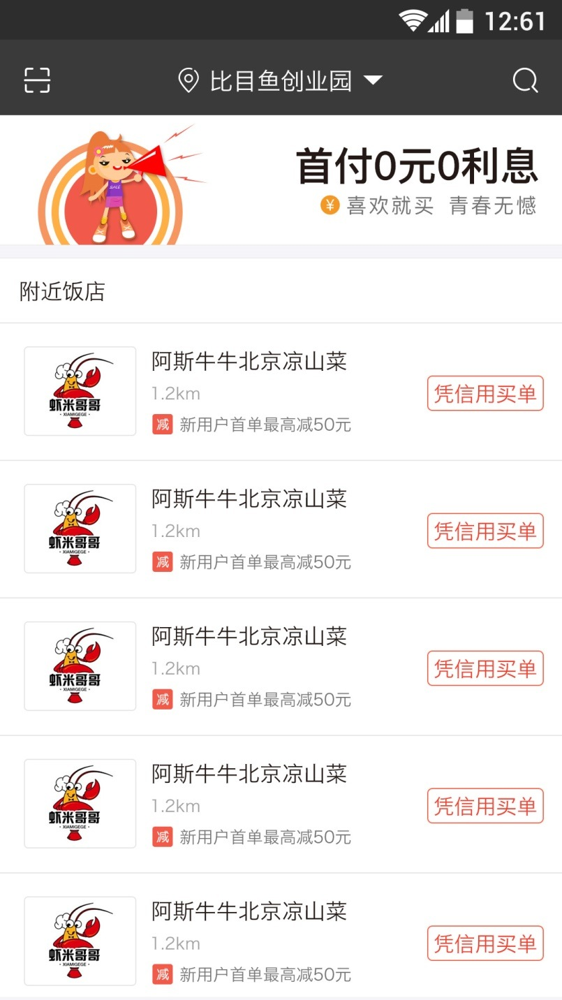 12:61
比目鱼创业园
SALE
首付0元0利息
¥ 喜欢就买 青春无憾
附近饭店
虾米哥哥
·XIAMIGEGE·
阿斯牛牛北京凉山菜
1.2km
减 新用户首单最高减50元
凭信用买单
虾米哥哥
·XIAMIGEGE·
阿斯牛牛北京凉山菜
1.2km
减 新用户首单最高减50元
凭信用买单
虾米哥哥
·XIAMIGEGE·
阿斯牛牛北京凉山菜
1.2km
减 新用户首单最高减50元
凭信用买单
虾米哥哥
·XIAMIGEGE·
阿斯牛牛北京凉山菜
1.2km
减 新用户首单最高减50元
凭信用买单
虾米哥哥
·XIAMIGEGE·
阿斯牛牛北京凉山菜
1.2km
减 新用户首单最高减50元
凭信用买单